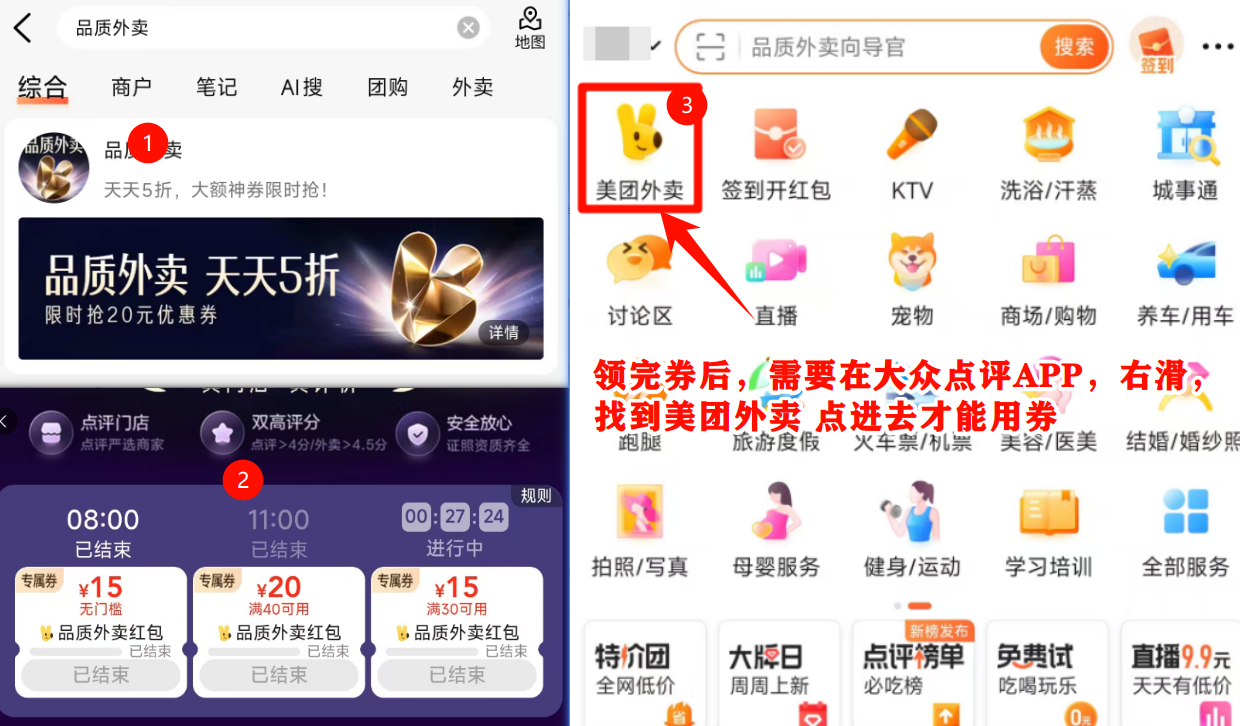 品质外卖
地图
综合
商户
笔记
AI搜
团购
外卖
品质外卖
1
品 卖
天天5折，大额神券限时抢！
品质外卖 天天5折
限时抢20元优惠券
详情
点评门店
点评严选商家
双高评分
点评>4分/外卖>4.5分
安全放心
证照资质齐全
2
规则
08:00
已结束
11:00
已结束
00:27:24
进行中
专属券
¥15
无门槛
品质外卖红包
已结束
已结束
专属券
¥20
满40可用
品质外卖红包
已结束
已结束
专属券
¥15
满30可用
品质外卖红包
已结束
已结束
品质外卖向导官
搜索
签到
3
美团外卖
签到开红包
KTV
洗浴/汗蒸
城事通
讨论区
直播
宠物
商场/购物
养车/用车
领完券后，需要在大众点评APP，右滑，
找到美团外卖 点进去才能用券
跑腿
旅游度假
火车票/机票
美容/医美
结婚/婚纱照
拍照/写真
母婴服务
健身/运动
学习培训
全部服务
特价团
全网低价
省
大牌日
周周上新
新榜发布
点评榜单
必吃榜
免费试
吃喝玩乐
0元
直播9.9元
天天有低价